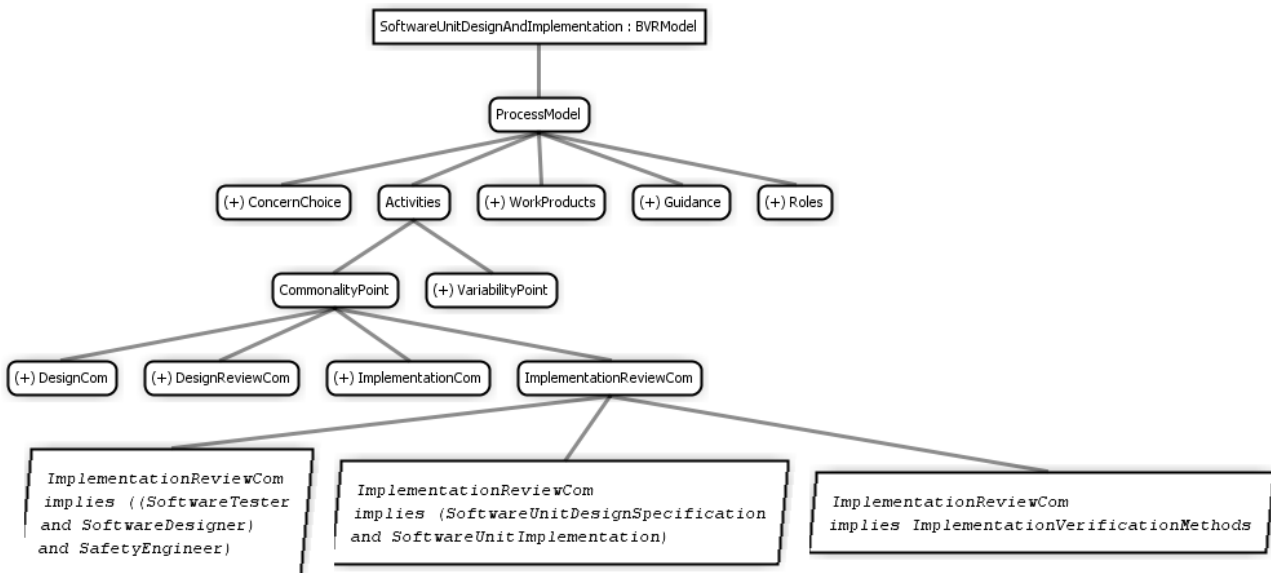 SoftwareUnitDesignAndImplementation : BVRModel
ProcessModel
(+) ConcernChoice
Activities
(+) WorkProducts
(+) Guidance
(+) Roles
CommonalityPoint
(+) VariabilityPoint
(+) DesignCom
(+) DesignReviewCom
(+) ImplementationCom
ImplementationReviewCom
ImplementationReviewCom
implies ((SoftwareTester
and SoftwareDesigner)
and SafetyEngineer)
ImplementationReviewCom
implies (SoftwareUnitDesignSpecification
and SoftwareUnitImplementation)
ImplementationReviewCom
implies ImplementationVerificationMethods